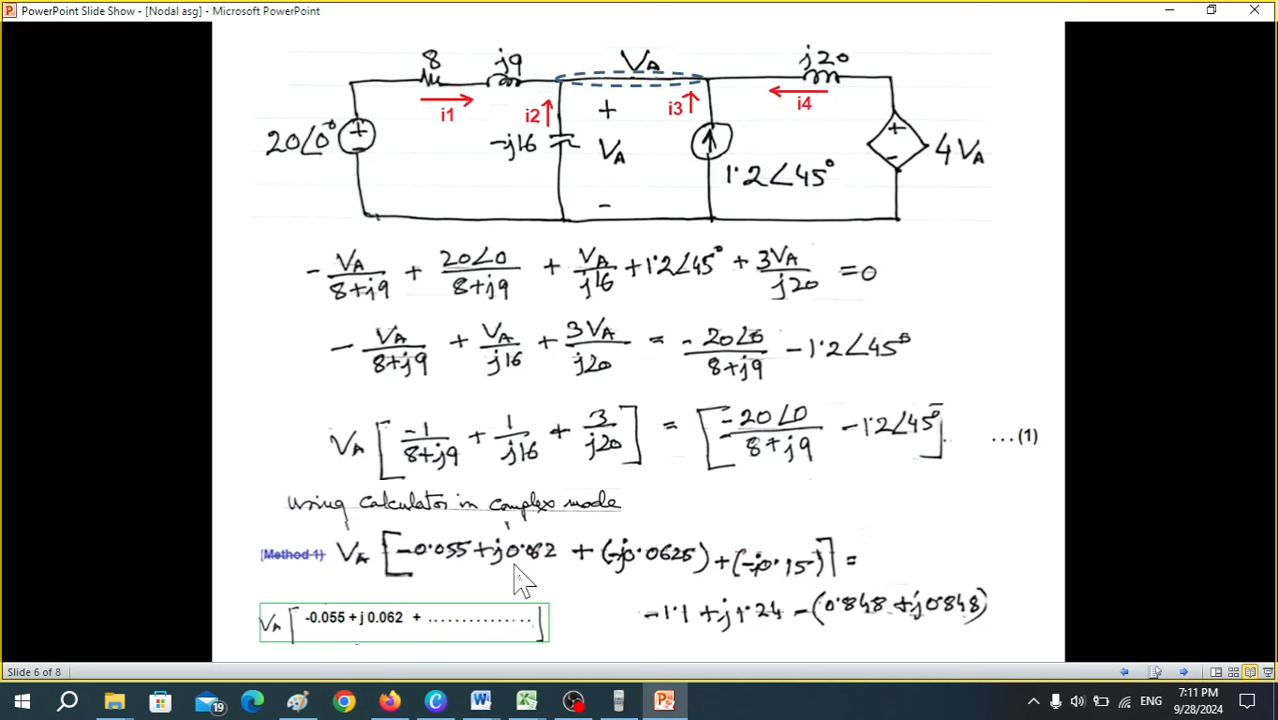 PowerPoint Slide Show - [Nodal asg] - Microsoft PowerPoint
8 j9 VA j20
i1 i2 i3 i4
20∠0° + - -j16 + VA - 1.2∠45° + - 4VA
- VA/(8+j9) + 20∠0/(8+j9) + VA/j16 + 1.2∠45° + 3VA/j20 = 0
- VA/(8+j9) + VA/j16 + 3VA/j20 = -20∠0/(8+j9) - 1.2∠45°
VA [ -1/(8+j9) + 1/j16 + 3/j20 ] = [ -20∠0/(8+j9) - 1.2∠45° ] ...(1)
Using calculator in complex mode
(Method 1) VA [ -0.055+j0.062 + (-j0.0625) + (-j0.15) ] =
-1.1 + j1.24 - (0.848 + j0.848)
VA [ -0.055 + j 0.062 + ....................... ]
Slide 6 of 8
19
ENG
7:11 PM
9/28/2024